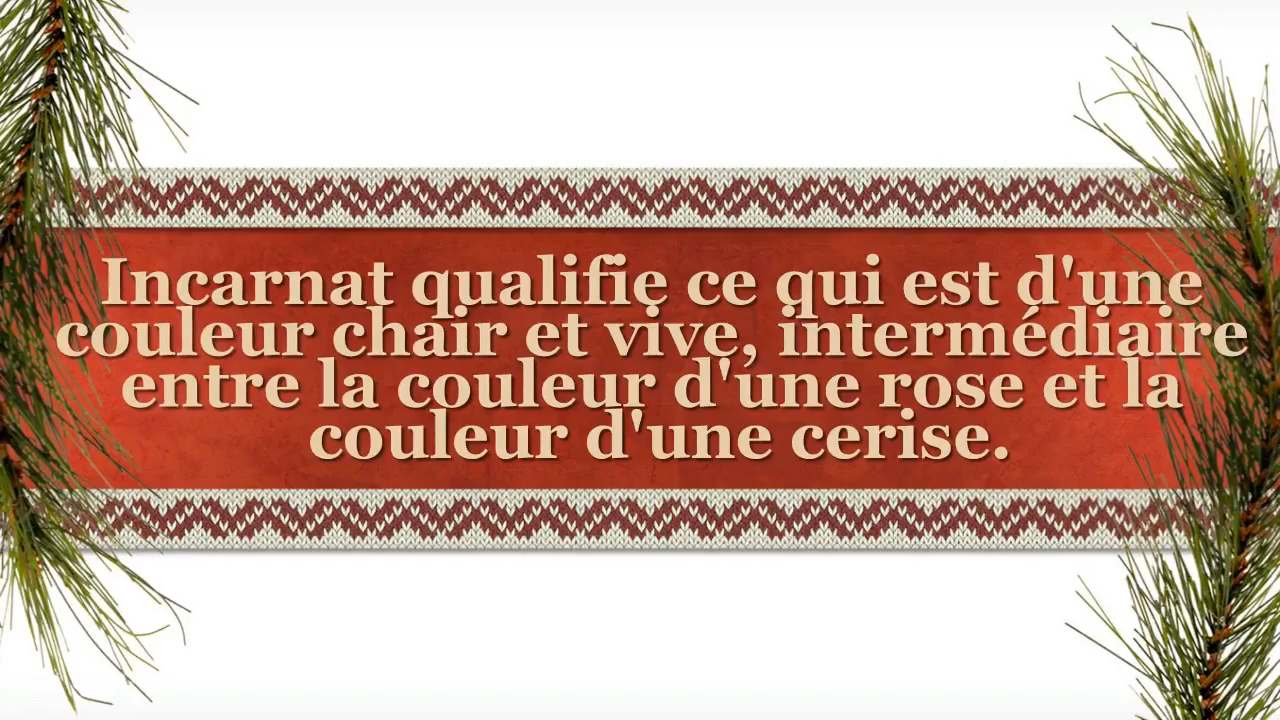 Incarnat qualifie ce qui est d'une
couleur chair et vive, intermédiaire
entre la couleur d'une rose et la
couleur d'une cerise.